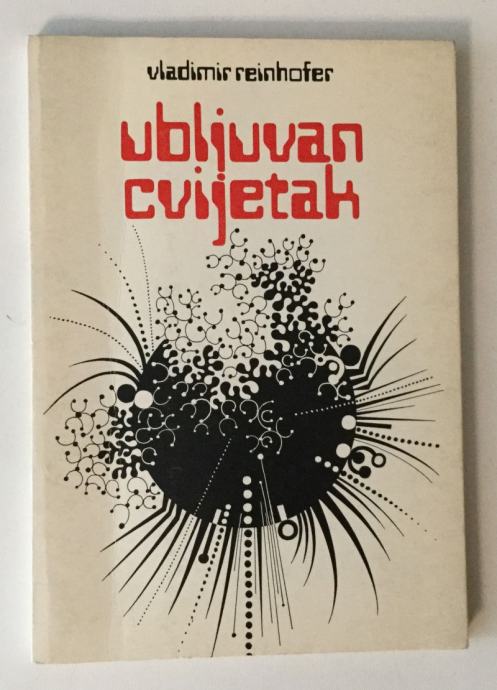 vladimir reinhofer
ubljuvan
cvijetak